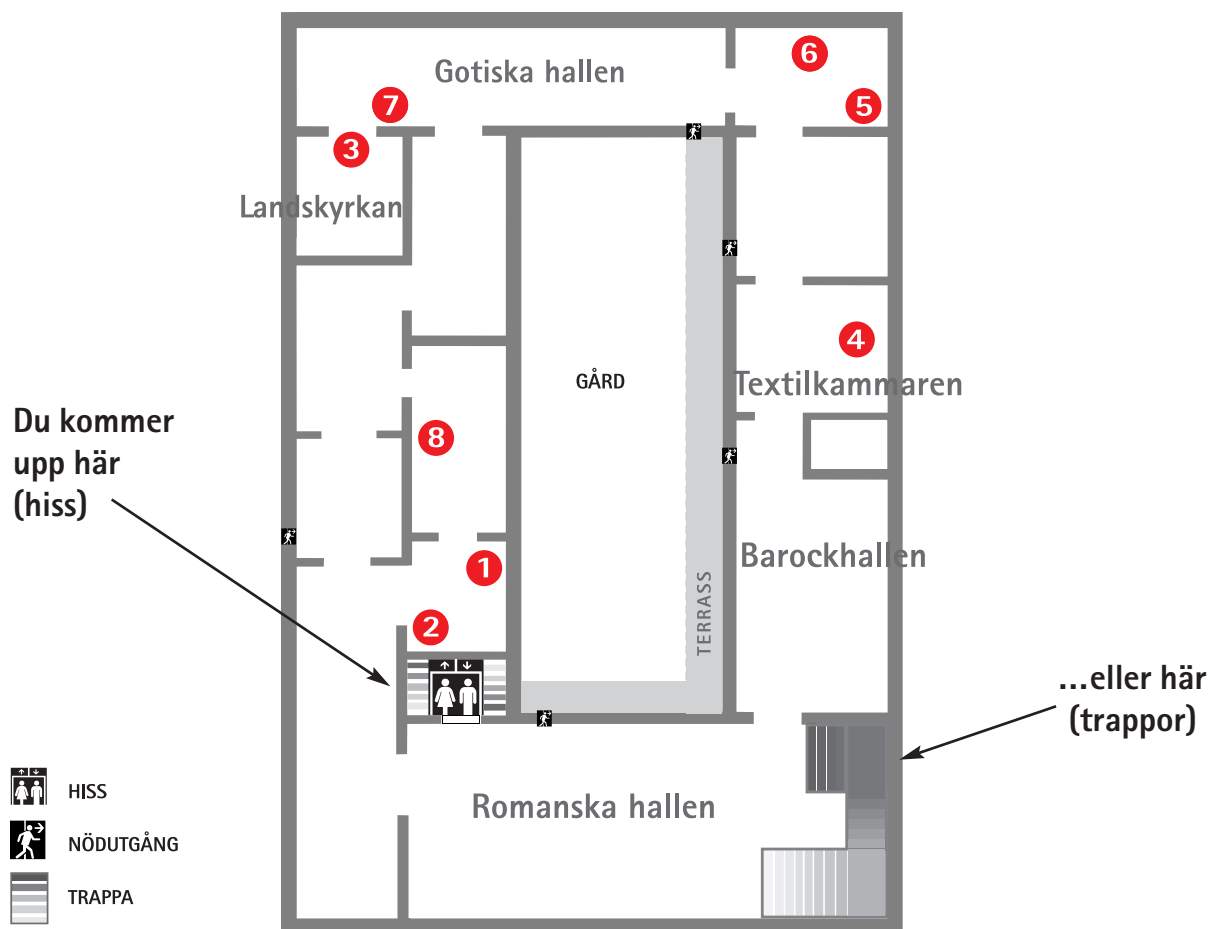 Gotiska hallen
6
7
5
3
Landskyrkan
4
GÅRD
Textilkammaren
Du kommer
upp här
(hiss)
8
Barockhallen
1
TERRASS
2
...eller här
(trappor)
HISS
Romanska hallen
NÖDUTGÅNG
TRAPPA